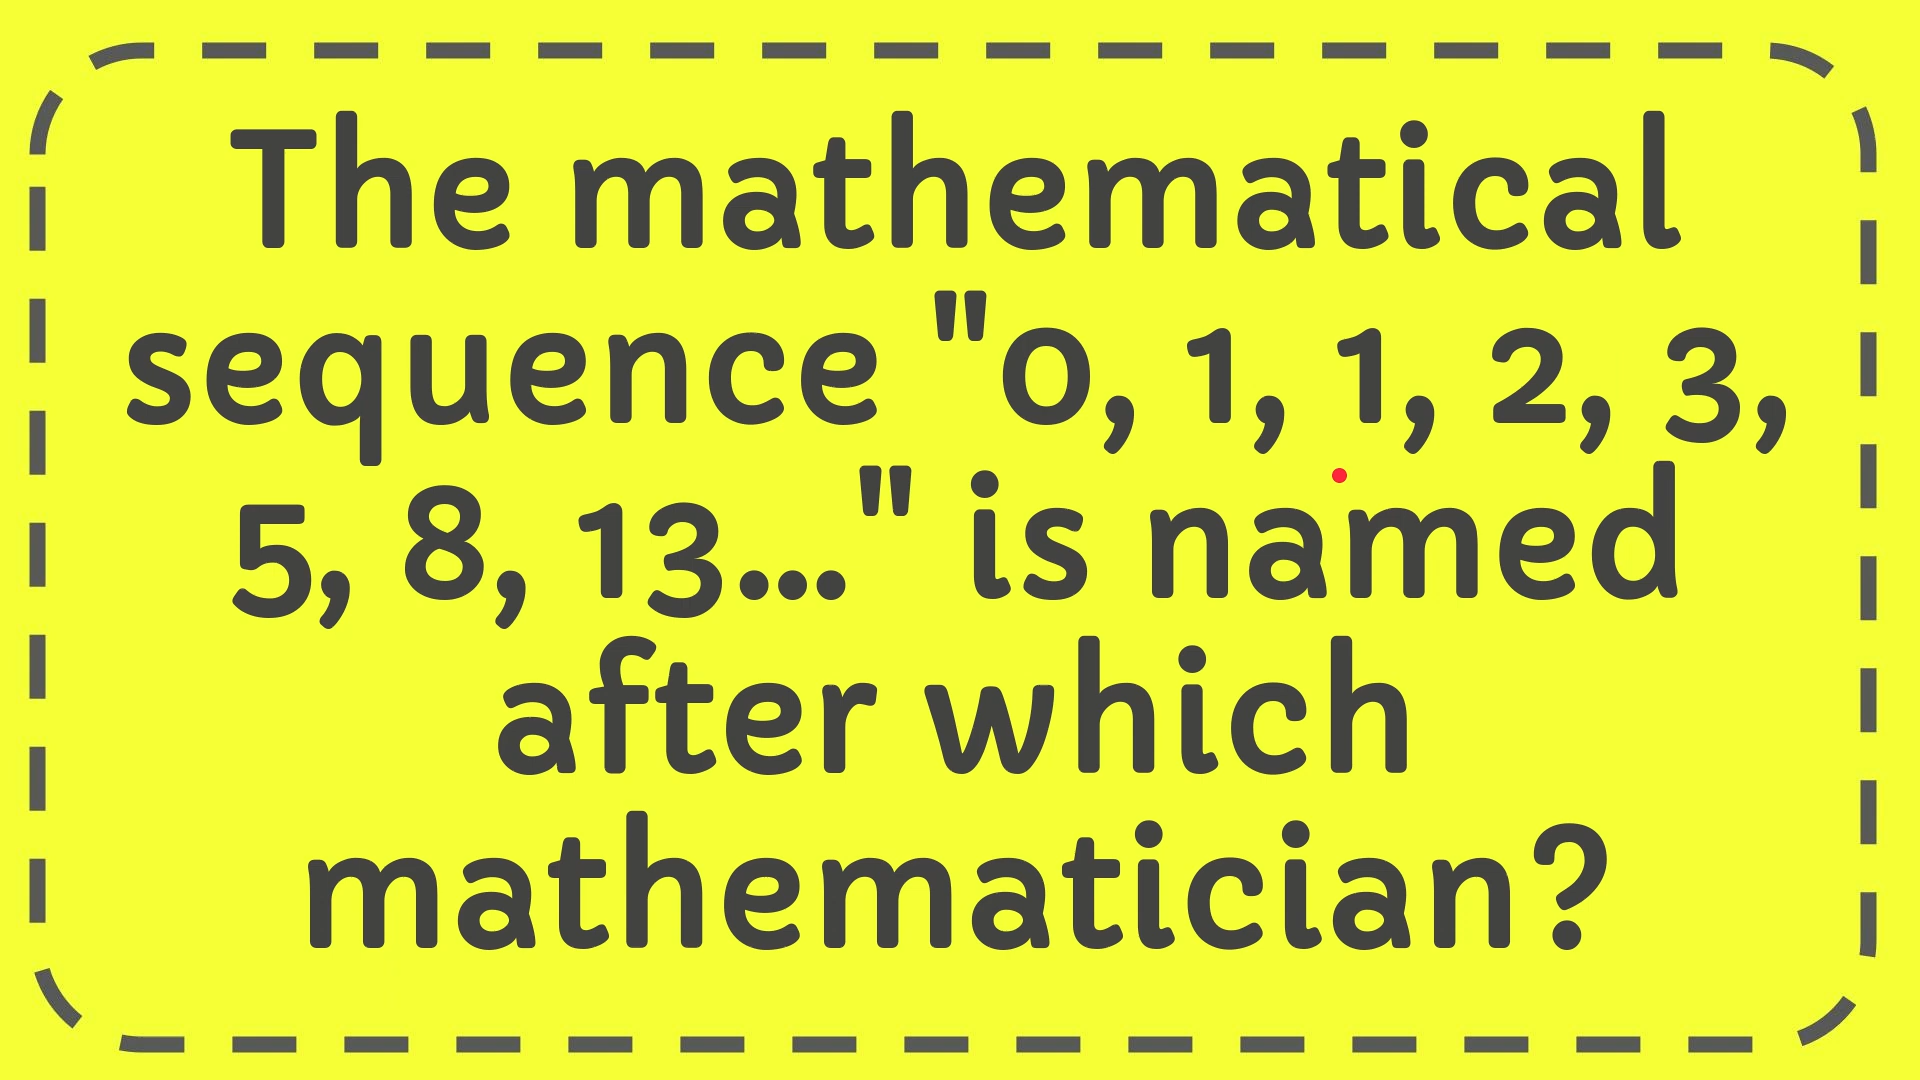 The mathematical
sequence "0, 1, 1, 2, 3,
5, 8, 13..." is named
after which
mathematician?